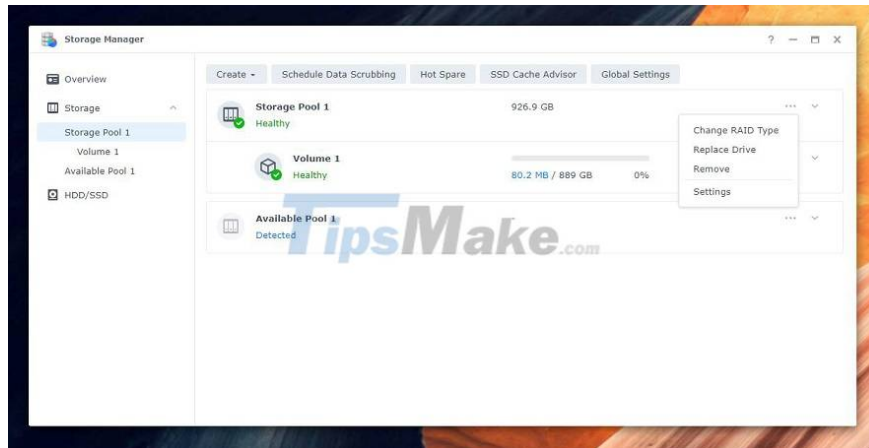 Storage Manager
?
Overview
Storage
Storage Pool 1
Volume 1
Available Pool 1
HDD/SSD
Create
Schedule Data Scrubbing
Hot Spare
SSD Cache Advisor
Global Settings
Storage Pool 1
926.9 GB
Healthy
Change RAID Type
Replace Drive
Remove
Settings
Volume 1
Healthy
80.2 MB / 889 GB
0%
Available Pool 1
Detected
TipsMake.com